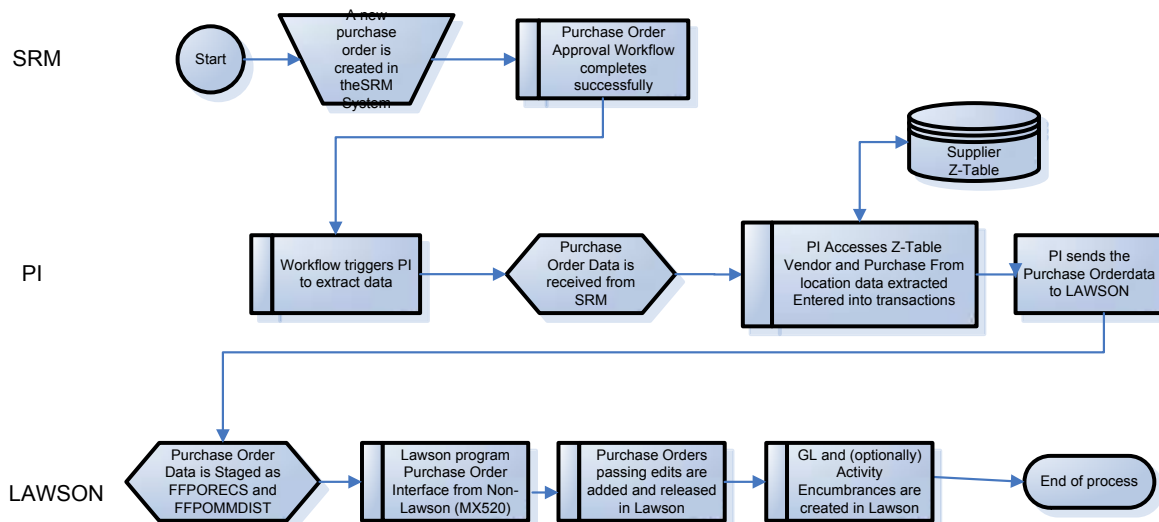 SRM
Start
A new
purchase
order is
created in
theSRM
System
Purchase Order
Approval Workflow
completes
successfully
Supplier
Z-Table
PI
Workflow triggers PI
to extract data
Purchase
Order Data is
received from
SRM
PI Accesses Z-Table
Vendor and Purchase From
location data extracted
Entered into transactions
PI sends the
Purchase Orderdata
to LAWSON
LAWSON
Purchase Order
Data is Staged as
FFPORECS and
FFPOMMDIST
Lawson program
Purchase Order
Interface from Non-
Lawson (MX520)
Purchase Orders
passing edits are
added and released
in Lawson
GL and (optionally)
Activity
Encumbrances are
created in Lawson
End of process